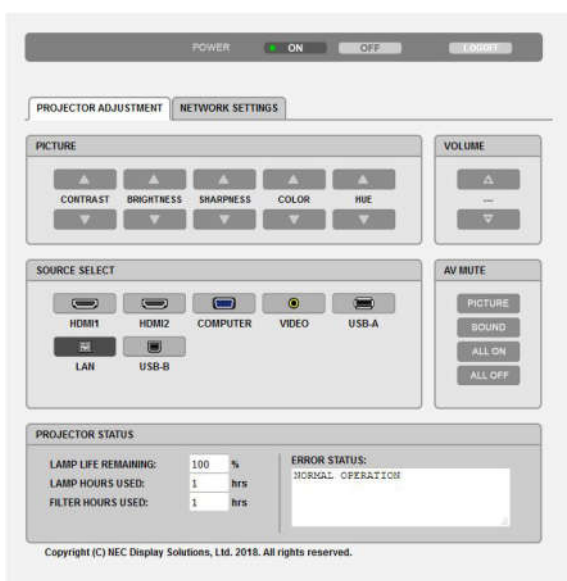 POWER ON OFF LOGOFF
PROJECTOR ADJUSTMENT NETWORK SETTINGS
PICTURE
CONTRAST BRIGHTNESS SHARPNESS COLOR HUE
VOLUME
---
SOURCE SELECT
HDMI1 HDMI2 COMPUTER VIDEO USB-A
LAN USB-B
AV MUTE
PICTURE
SOUND
ALL ON
ALL OFF
PROJECTOR STATUS
LAMP LIFE REMAINING: 100 %
LAMP HOURS USED: 1 hrs
FILTER HOURS USED: 1 hrs
ERROR STATUS:
NORMAL OPERATION
Copyright (C) NEC Display Solutions, Ltd. 2018. All rights reserved.